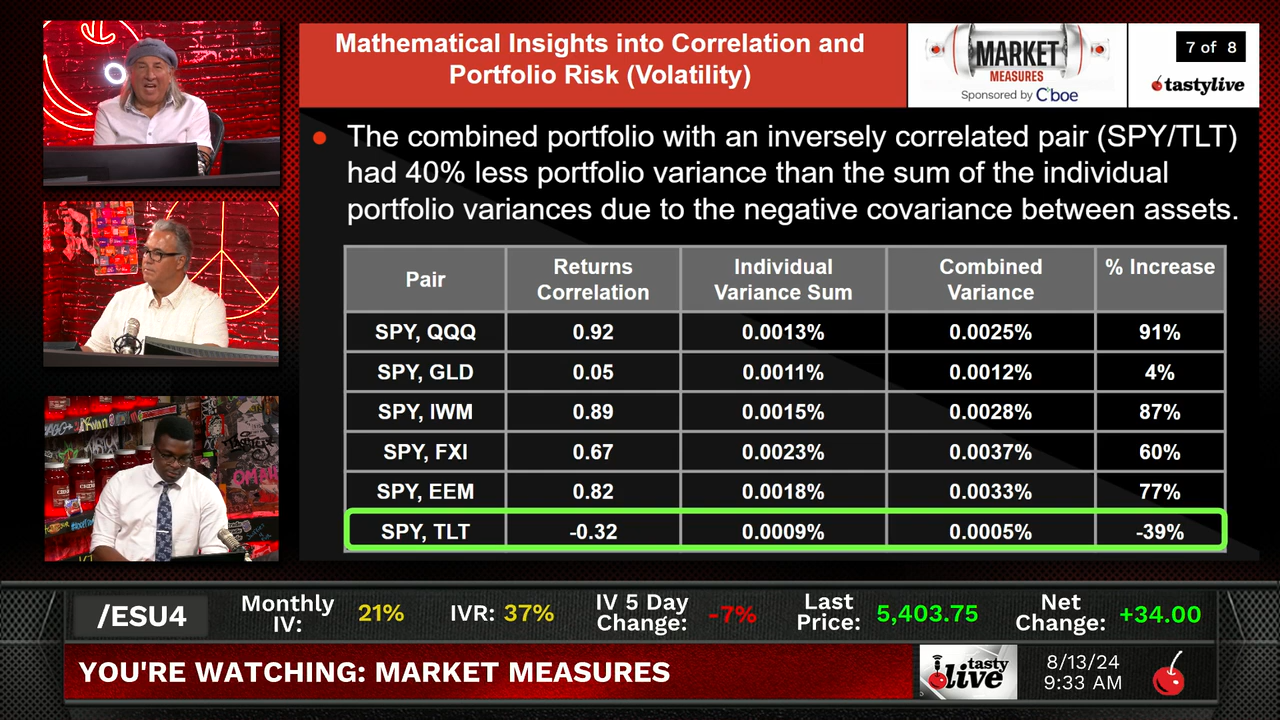 Mathematical Insights into Correlation and
Portfolio Risk (Volatility)
MARKET
MEASURES
Sponsored by Cboe
7 of 8
tastylive
• The combined portfolio with an inversely correlated pair (SPY/TLT)
had 40% less portfolio variance than the sum of the individual
portfolio variances due to the negative covariance between assets.
Pair Returns Correlation Individual Variance Sum Combined Variance % Increase
SPY, QQQ 0.92 0.0013% 0.0025% 91%
SPY, GLD 0.05 0.0011% 0.0012% 4%
SPY, IWM 0.89 0.0015% 0.0028% 87%
SPY, FXI 0.67 0.0023% 0.0037% 60%
SPY, EEM 0.82 0.0018% 0.0033% 77%
SPY, TLT -0.32 0.0009% 0.0005% -39%
/ESU4 Monthly IV: 21% IVR: 37% IV 5 Day Change: -7% Last Price: 5,403.75 Net Change: +34.00
YOU'RE WATCHING: MARKET MEASURES
tasty
live
8/13/24
9:33 AM